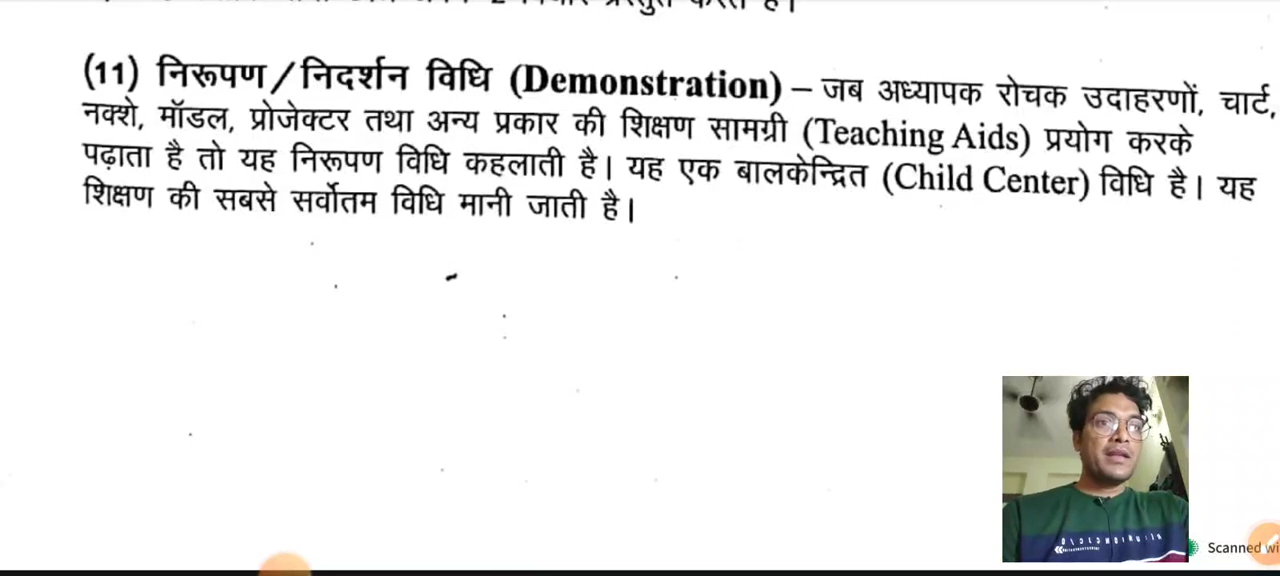 (11) निरूपण/निदर्शन विधि (Demonstration) – जब अध्यापक रोचक उदाहरणों, चार्ट,
नक्शे, मॉडल, प्रोजेक्टर तथा अन्य प्रकार की शिक्षण सामग्री (Teaching Aids) प्रयोग करके
पढ़ाता है तो यह निरूपण विधि कहलाती है। यह एक बालकेन्द्रित (Child Center) विधि है। यह
शिक्षण की सबसे सर्वोतम विधि मानी जाती है।
Scanned wi